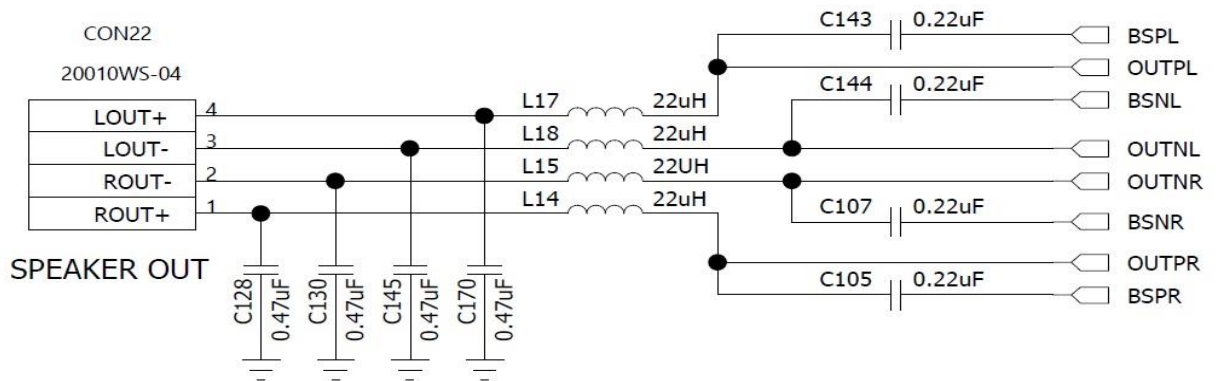 C143 0.22uF BSPL
CON22
OUTPL
20010WS-04
C144 0.22uF BSNL
LOUT+ 4 L17 22uH
LOUT- 3 L18 22uH OUTNL
ROUT- 2 L15 22UH OUTNR
ROUT+ 1 L14 22uH
C107 0.22uF BSNR
SPEAKER OUT
OUTPR
C105 0.22uF BSPR
C128 0.47uF
C130 0.47uF
C145 0.47uF
C170 0.47uF